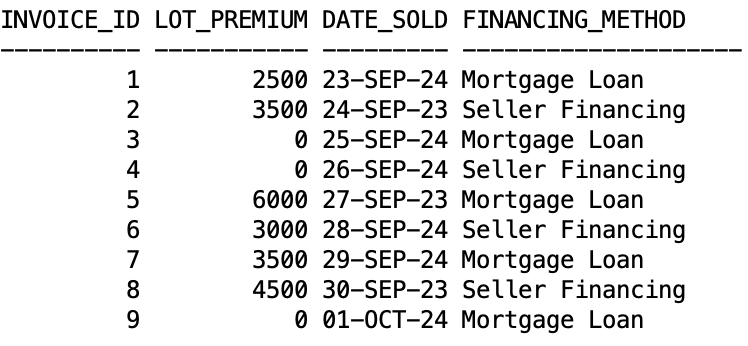 INVOICE_ID LOT_PREMIUM DATE_SOLD FINANCING_METHOD
---------- ----------- --------- --------------------
1 2500 23-SEP-24 Mortgage Loan
2 3500 24-SEP-23 Seller Financing
3 0 25-SEP-24 Mortgage Loan
4 0 26-SEP-24 Seller Financing
5 6000 27-SEP-23 Mortgage Loan
6 3000 28-SEP-24 Seller Financing
7 3500 29-SEP-24 Mortgage Loan
8 4500 30-SEP-23 Seller Financing
9 0 01-OCT-24 Mortgage Loan